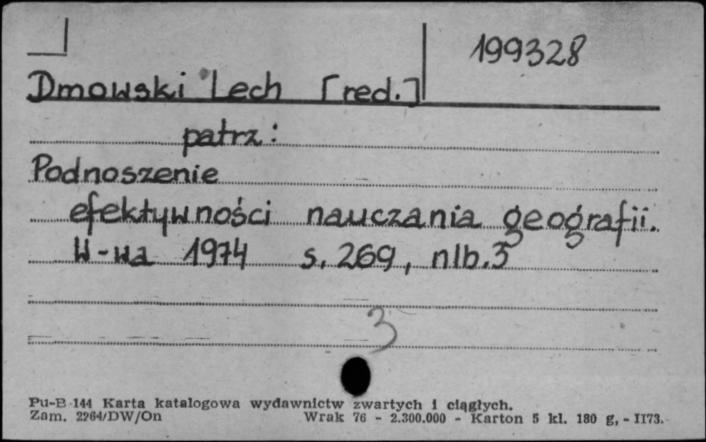 199328
Dmowski Lech [red.]
patrz:
Podnoszenie
efektywności nauczania geografii.
W-wa 1974 s. 269, nlb. 3
3
Pu-B 144 Karta katalogowa wydawnictw zwartych i ciągłych.
Zam. 2264/DW/On Wrak 76 - 2.300.000 - Karton 5 kl. 180 g, - II73.